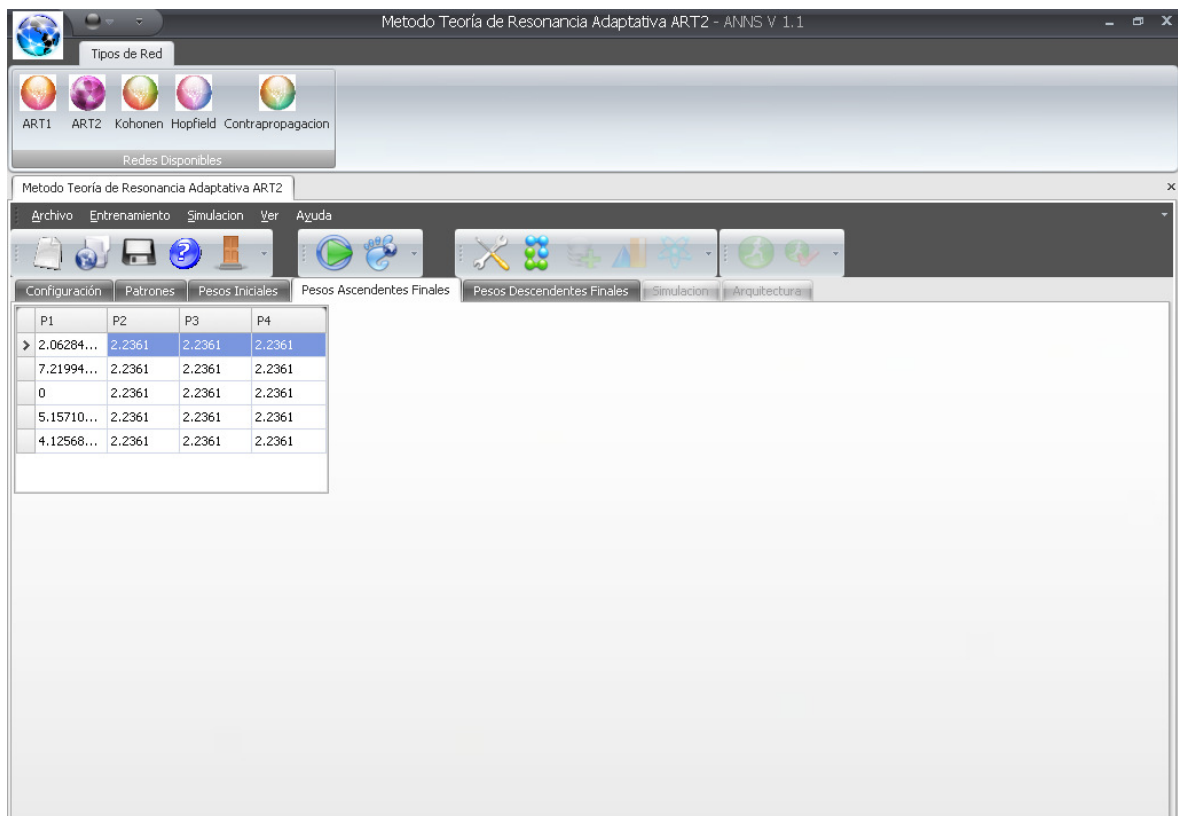 Metodo Teoría de Resonancia Adaptativa ART2 - ANNS V 1.1
Tipos de Red
ART1 ART2 Kohonen Hopfield Contrapropagacion
Redes Disponibles
Metodo Teoría de Resonancia Adaptativa ART2
Archivo Entrenamiento Simulacion Ver Ayuda
Configuración Patrones Pesos Iniciales Pesos Ascendentes Finales Pesos Descendentes Finales Simulacion Arquitectura
P1 P2 P3 P4
2.06284... 2.2361 2.2361 2.2361
7.21994... 2.2361 2.2361 2.2361
0 2.2361 2.2361 2.2361
5.15710... 2.2361 2.2361 2.2361
4.12568... 2.2361 2.2361 2.2361